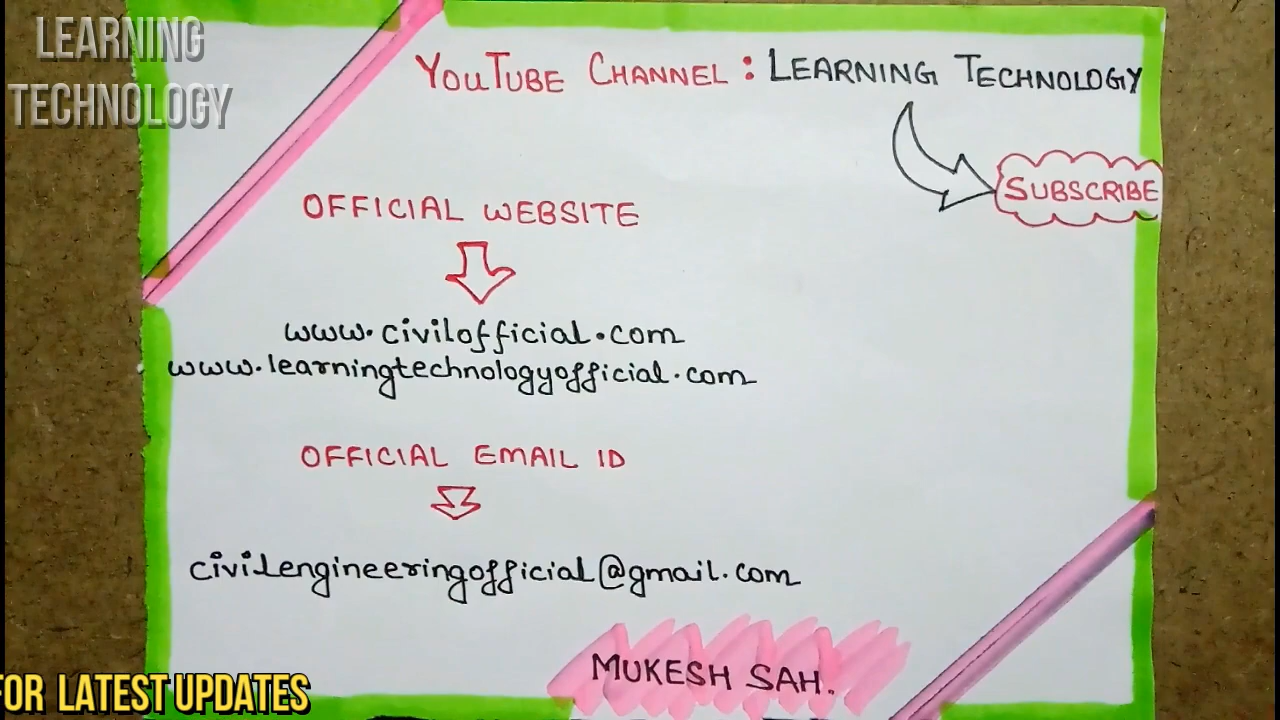 LEARNING
TECHNOLOGY
YOUTUBE CHANNEL : LEARNING TECHNOLOGY
SUBSCRIBE
OFFICIAL WEBSITE
www.civilofficial.com
www.learningtechnologyofficial.com
OFFICIAL EMAIL ID
civilengineeringofficial@gmail.com
MUKESH SAH.
FOR LATEST UPDATES